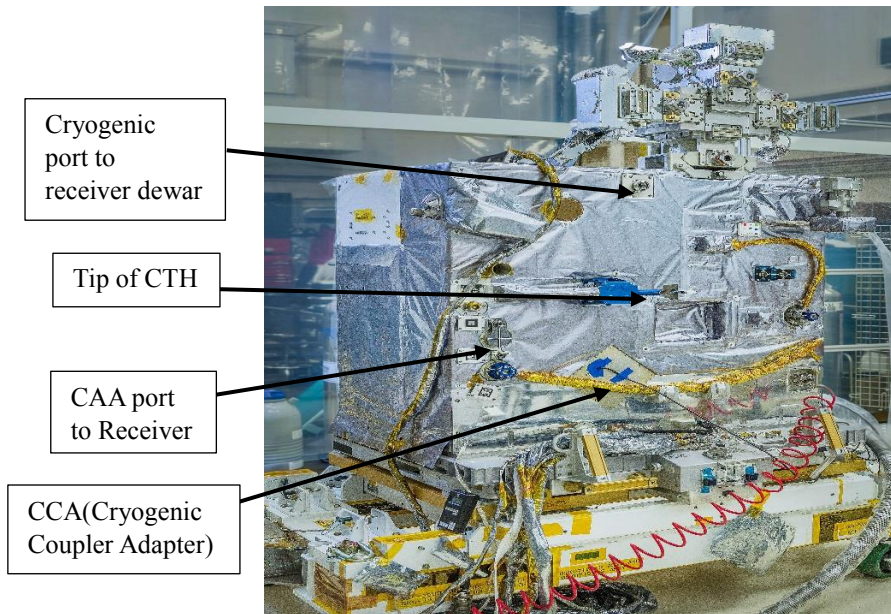 Cryogenic
port to
receiver dewar
Tip of CTH
CAA port
to Receiver
CCA(Cryogenic
Coupler Adapter)